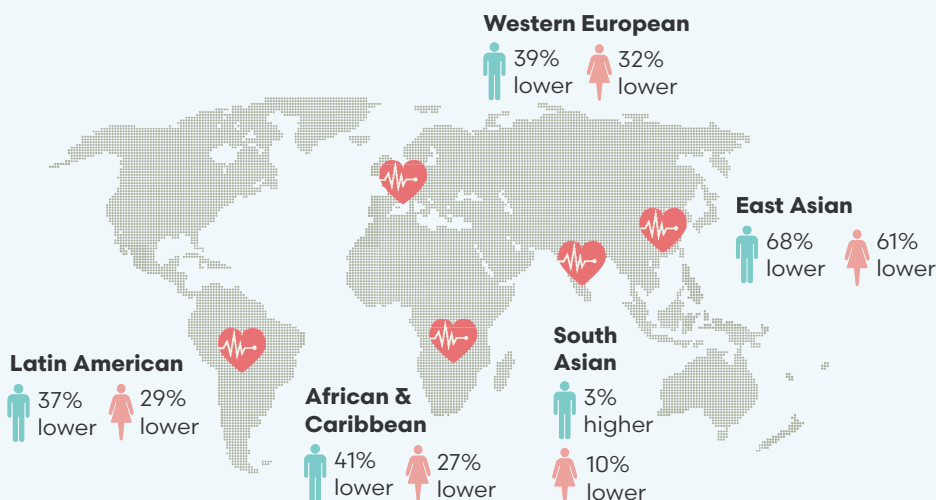 Western European
39%
lower
32%
lower
East Asian
68%
lower
61%
lower
South
Asian
3%
higher
10%
lower
Latin American
37%
lower
29%
lower
African &
Caribbean
41%
lower
27%
lower